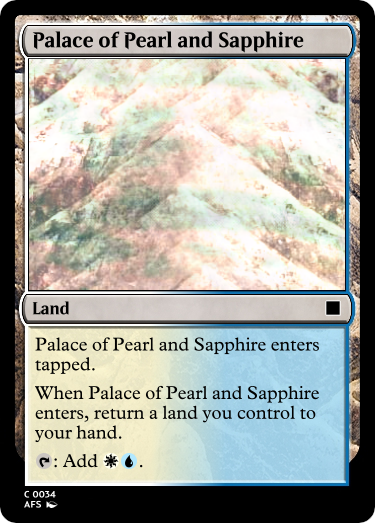 Palace of Pearl and Sapphire
Land
Palace of Pearl and Sapphire enters
tapped.
When Palace of Pearl and Sapphire
enters, return a land you control to
your hand.
: Add .
C 0034
AFS